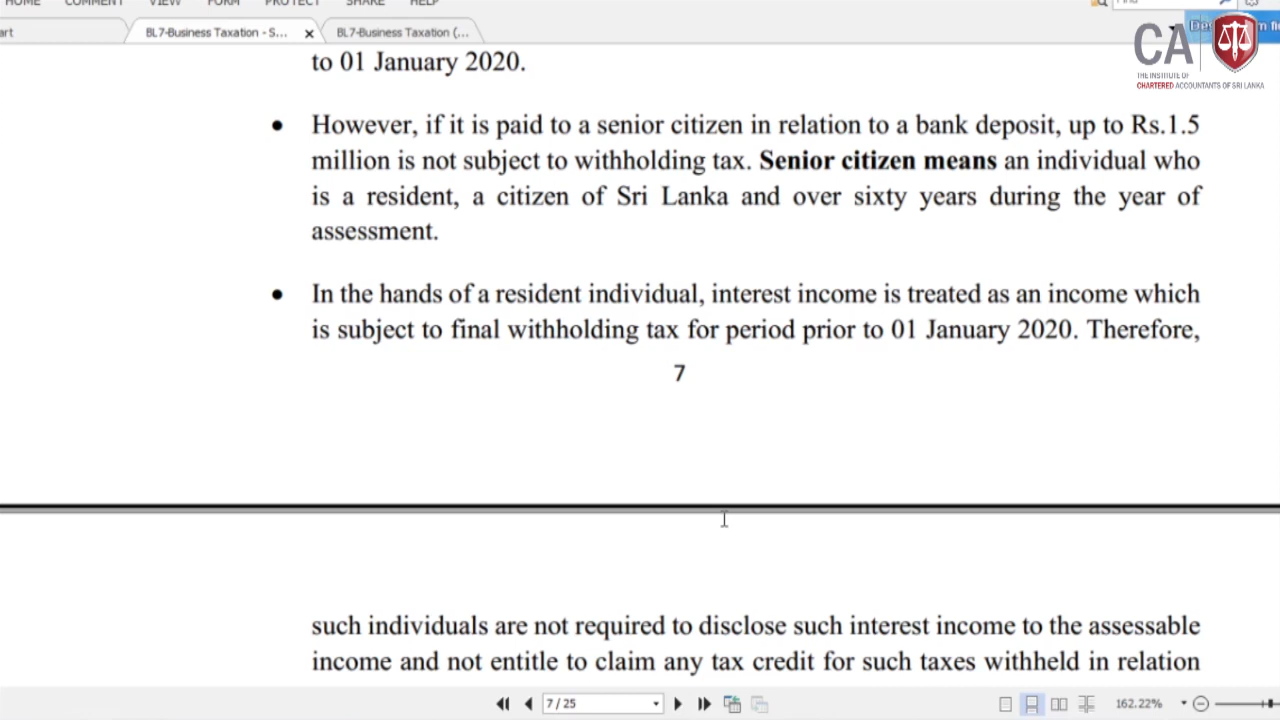 HOME COMMENT VIEW FORM PROTECT SHARE HELP Find
art BL7-Business Taxation - S... x BL7-Business Taxation (...
CA
THE INSTITUTE OF
CHARTERED ACCOUNTANTS OF SRI LANKA
to 01 January 2020.
• However, if it is paid to a senior citizen in relation to a bank deposit, up to Rs.1.5
million is not subject to withholding tax. Senior citizen means an individual who
is a resident, a citizen of Sri Lanka and over sixty years during the year of
assessment.
• In the hands of a resident individual, interest income is treated as an income which
is subject to final withholding tax for period prior to 01 January 2020. Therefore,
7
such individuals are not required to disclose such interest income to the assessable
income and not entitle to claim any tax credit for such taxes withheld in relation
7 / 25 162.22%